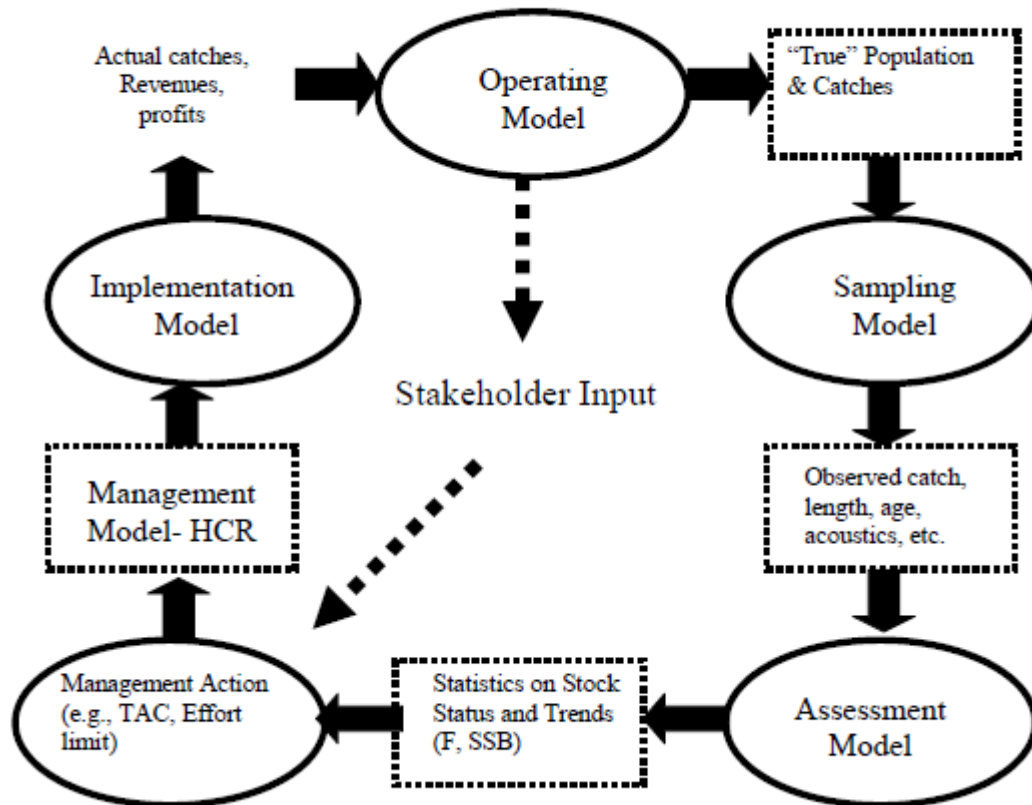 Actual catches,
Revenues,
profits
Operating
Model
“True” Population
& Catches
Implementation
Model
Sampling
Model
Stakeholder Input
Management
Model- HCR
Observed catch,
length, age,
acoustics, etc.
Management Action
(e.g., TAC, Effort
limit)
Statistics on Stock
Status and Trends
(F, SSB)
Assessment
Model